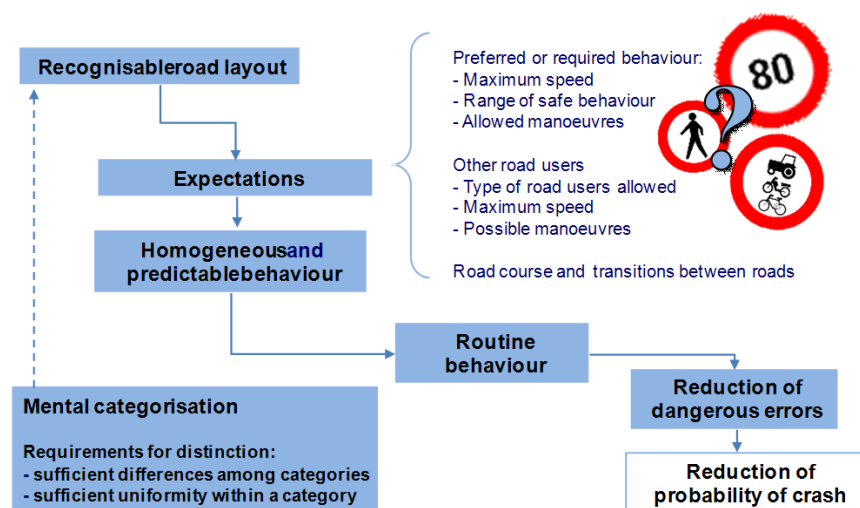 Recognisableroad layout
Expectations
Homogeneousand
predictablebehaviour
Preferred or required behaviour:
- Maximum speed
- Range of safe behaviour
- Allowed manoeuvres
Other road users
- Type of road users allowed
- Maximum speed
- Possible manoeuvres
Road course and transitions between roads
80
?
Routine
behaviour
Reduction of
dangerous errors
Reduction of
probability of crash
Mental categorisation
Requirements for distinction:
- sufficient differences among categories
- sufficient uniformity within a category